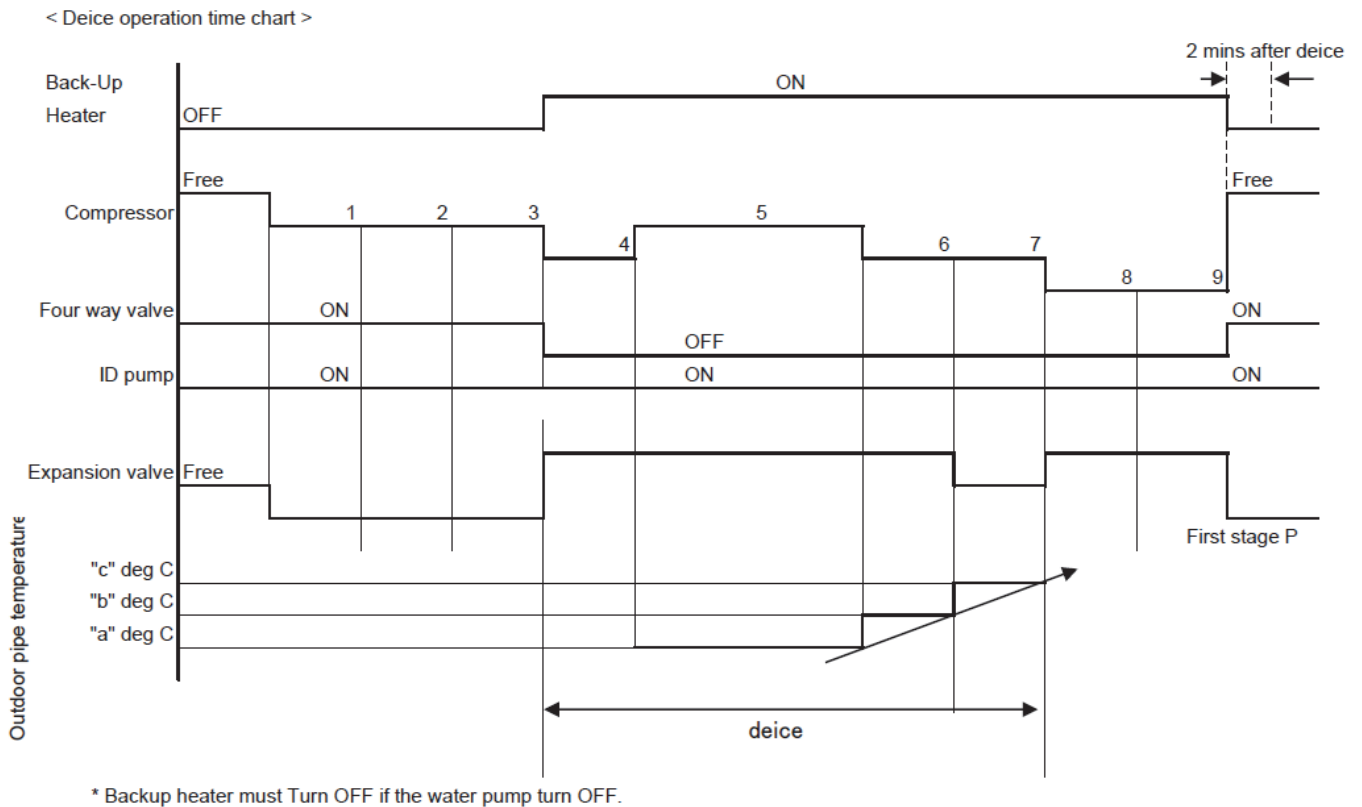 < Deice operation time chart >
2 mins after deice
Back-Up
Heater
ON
OFF
Free
Free
Compressor
1
2
3
4
5
6
7
8
9
Four way valve
ON
OFF
ON
ID pump
ON
ON
ON
Expansion valve
Free
First stage P
Outdoor pipe temperature
"c" deg C
"b" deg C
"a" deg C
deice
* Backup heater must Turn OFF if the water pump turn OFF.